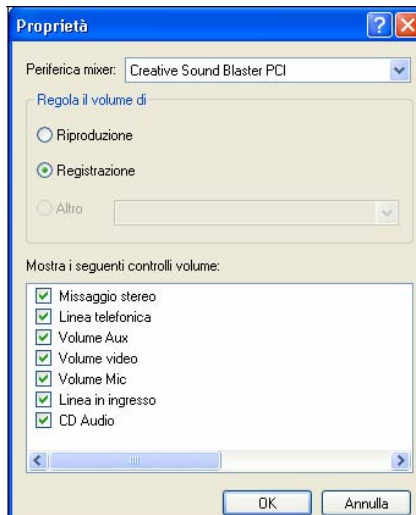 Proprietà
Periferica mixer: Creative Sound Blaster PCI
Regola il volume di
Riproduzione
Registrazione
Altro
Mostra i seguenti controlli volume:
Missaggio stereo
Linea telefonica
Volume Aux
Volume video
Volume Mic
Linea in ingresso
CD Audio
OK Annulla